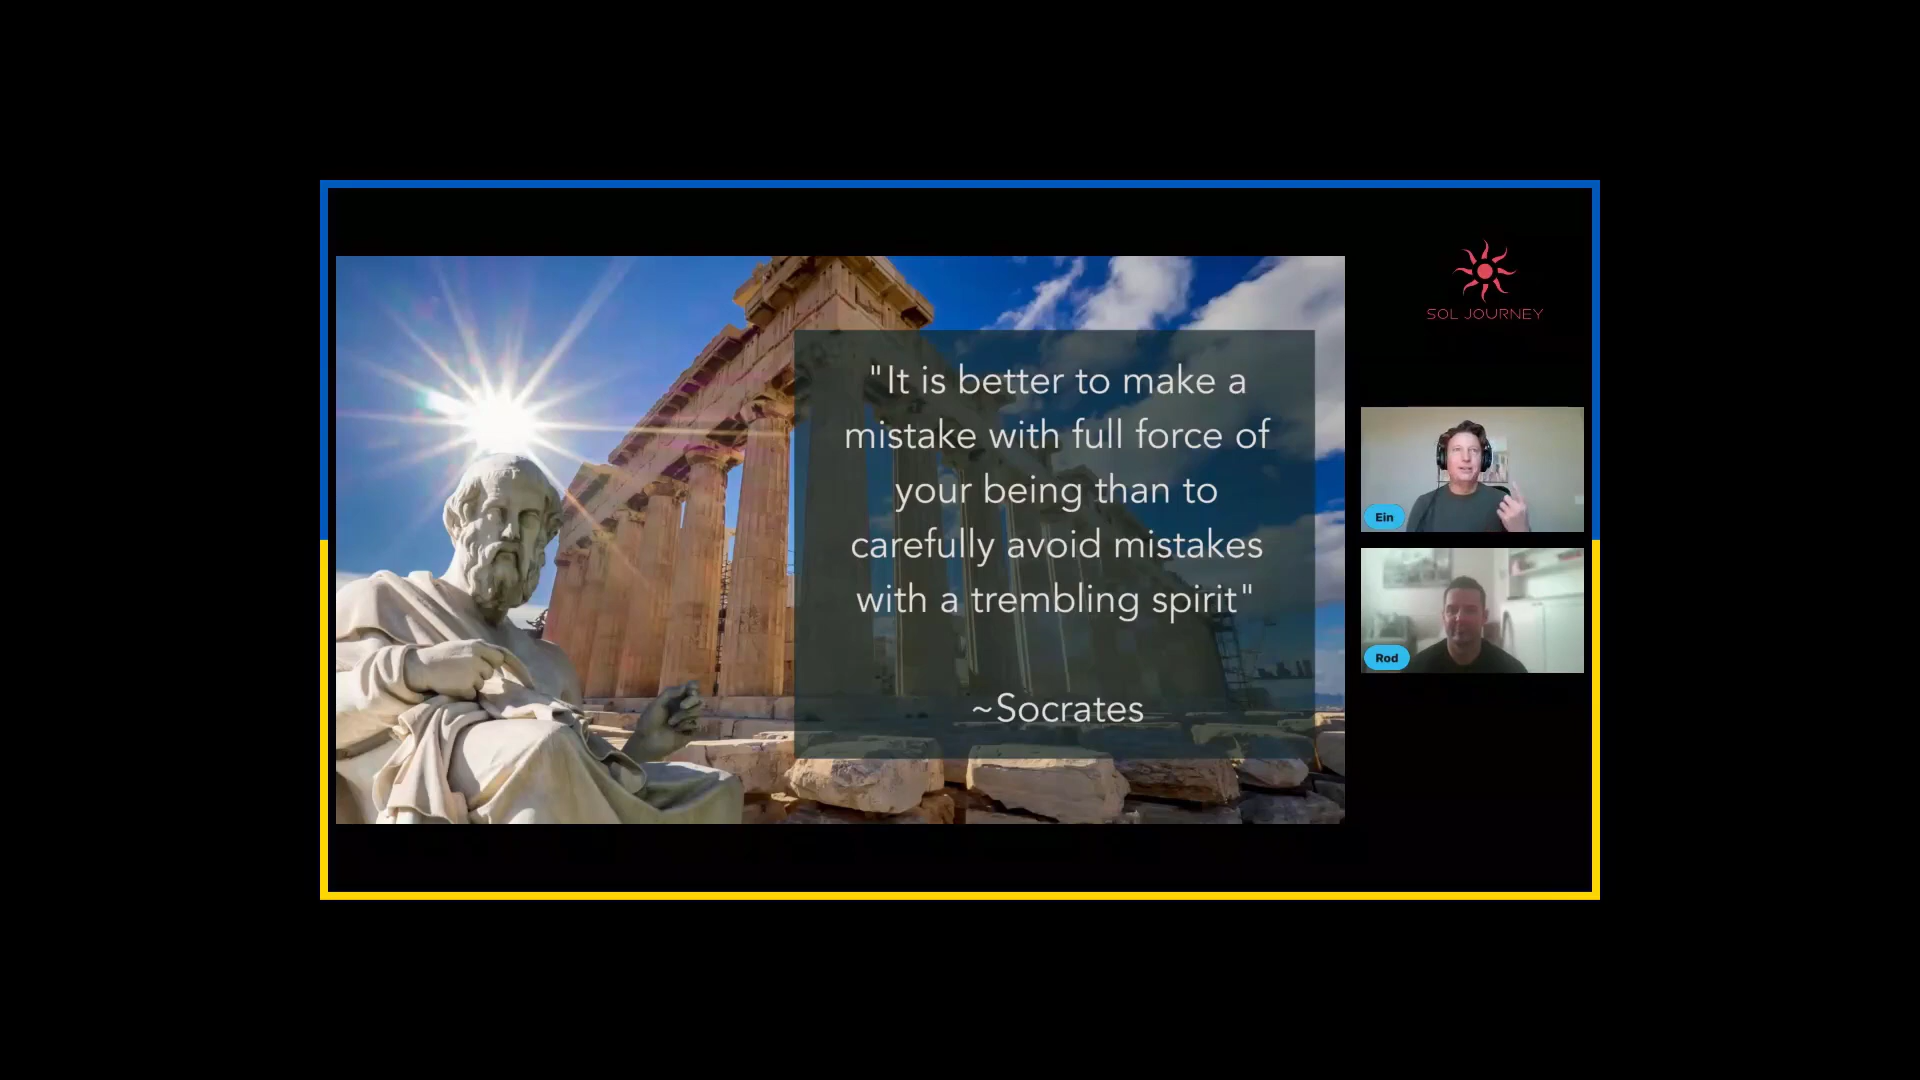 "It is better to make a
mistake with full force of
your being than to
carefully avoid mistakes
with a trembling spirit"
~Socrates
SOL JOURNEY
Ein
Rod